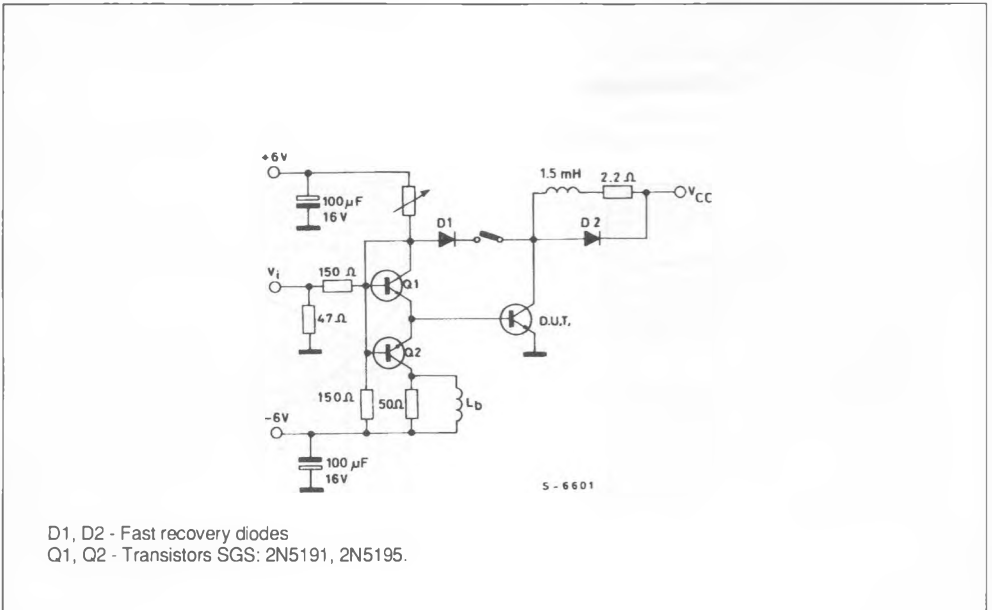 +6V
100µF
16V
D1
1.5 mH
2.2 Ω
VCC
D2
Vi
150 Ω
47Ω
Q1
Q2
D.U.T.
150Ω
50Ω
Lb
-6V
100 µF
16V
S-6601
D1, D2 - Fast recovery diodes
Q1, Q2 - Transistors SGS: 2N5191, 2N5195.